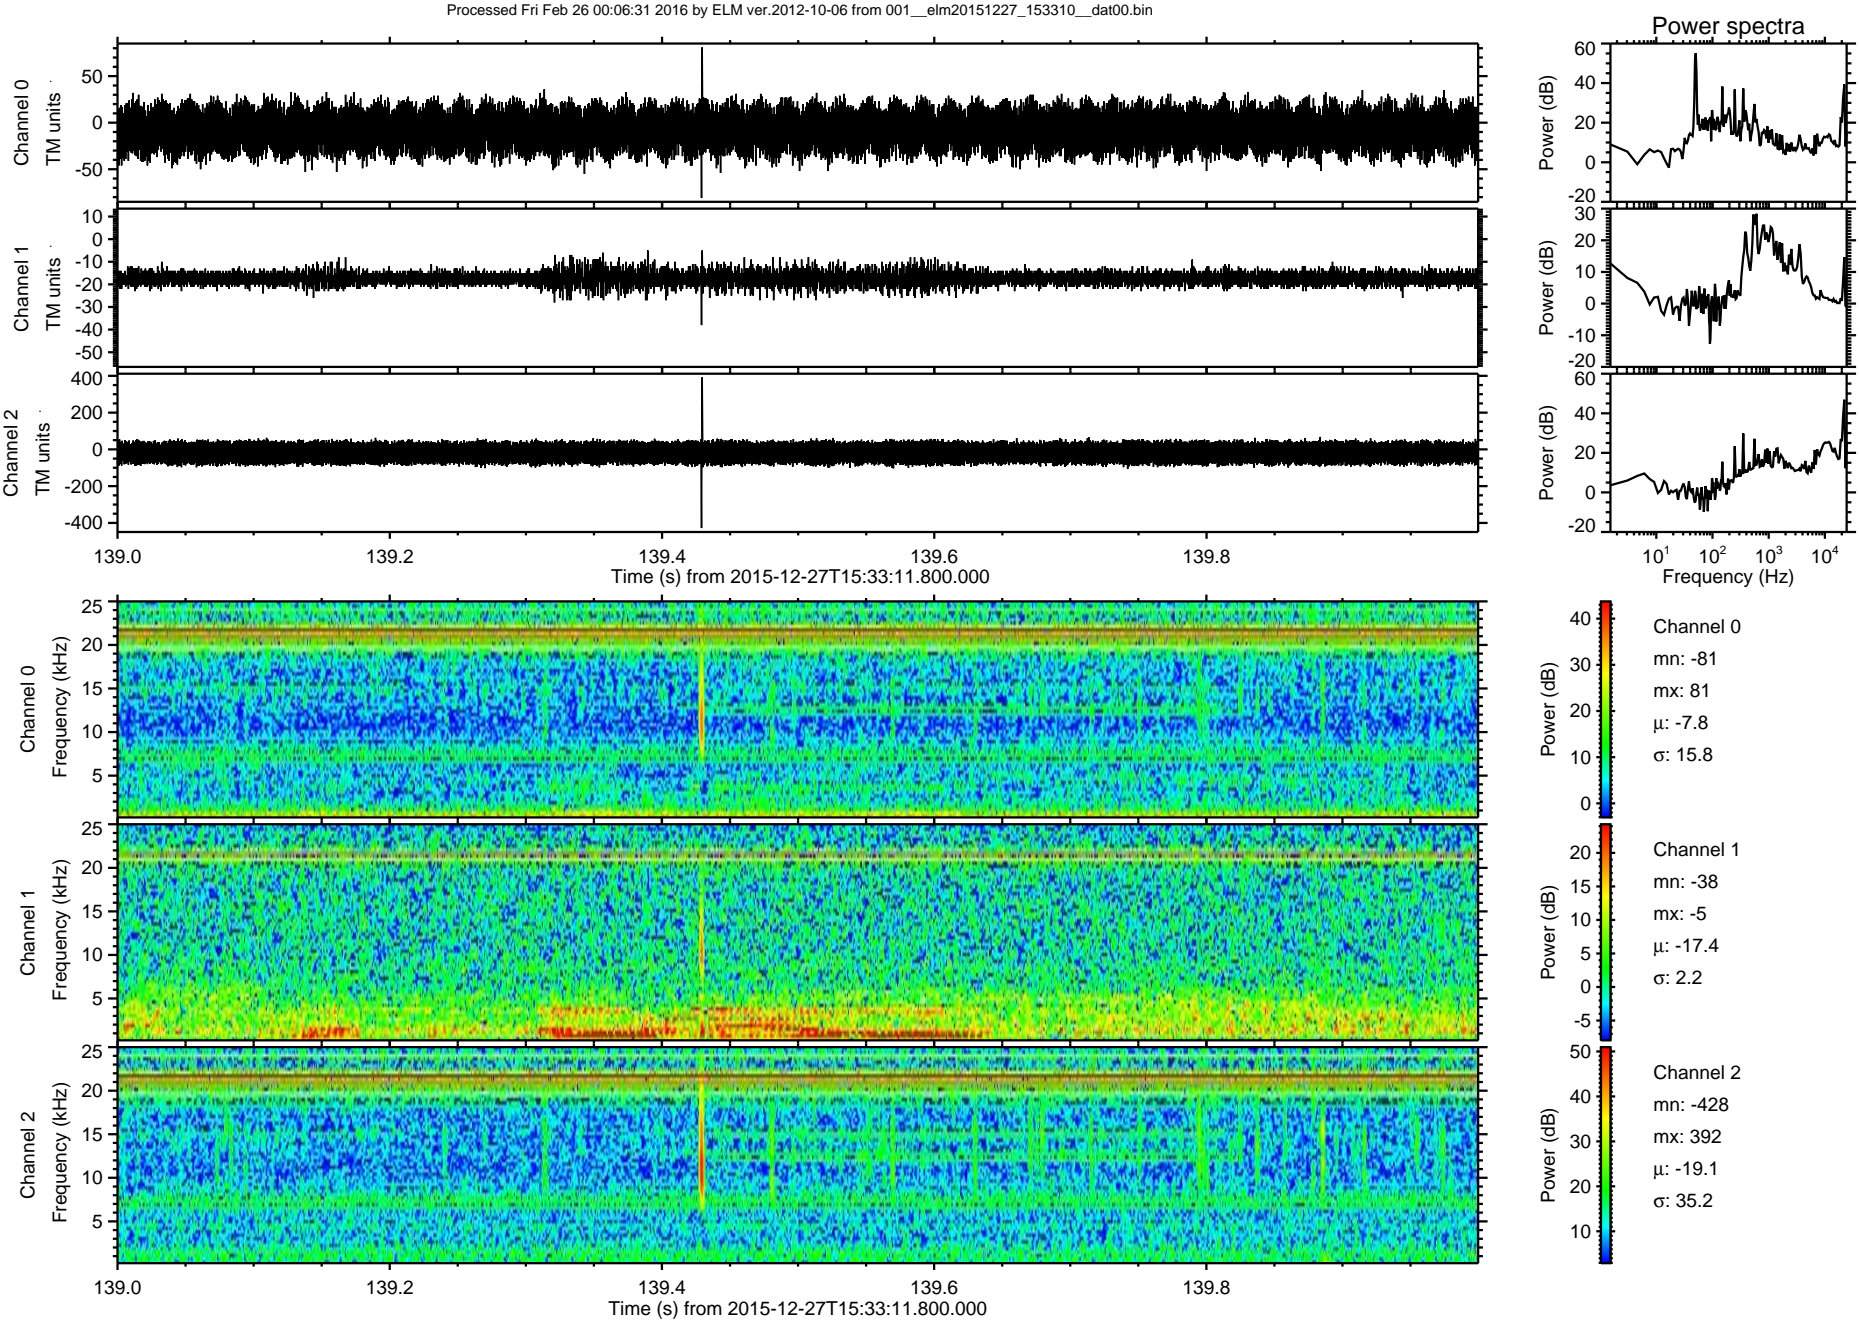 Processed Fri Feb 26 00:06:31 2016 by ELM ver.2012-10-06 from 001__elm20151227_153310__dat00.bin
Power spectra
Channel 0
TM units
50
0
-50
Power (dB)
60
40
20
0
-20
Channel 1
TM units
10
0
-10
-20
-30
-40
-50
Power (dB)
30
20
10
0
-10
-20
Channel 2
TM units
400
200
0
-200
-400
Power (dB)
60
40
20
0
-20
139.0 139.2 139.4 139.6 139.8
Time (s) from 2015-12-27T15:33:11.800.000
10^1 10^2 10^3 10^4
Frequency (Hz)
Channel 0
Frequency (kHz)
25
20
15
10
5
Power (dB)
40
30
20
10
0
Channel 0
mn: -81
mx: 81
μ: -7.8
σ: 15.8
Channel 1
Frequency (kHz)
25
20
15
10
5
Power (dB)
20
15
10
5
0
-5
Channel 1
mn: -38
mx: -5
μ: -17.4
σ: 2.2
Channel 2
Frequency (kHz)
25
20
15
10
5
Power (dB)
50
40
30
20
10
Channel 2
mn: -428
mx: 392
μ: -19.1
σ: 35.2
139.0 139.2 139.4 139.6 139.8
Time (s) from 2015-12-27T15:33:11.800.000